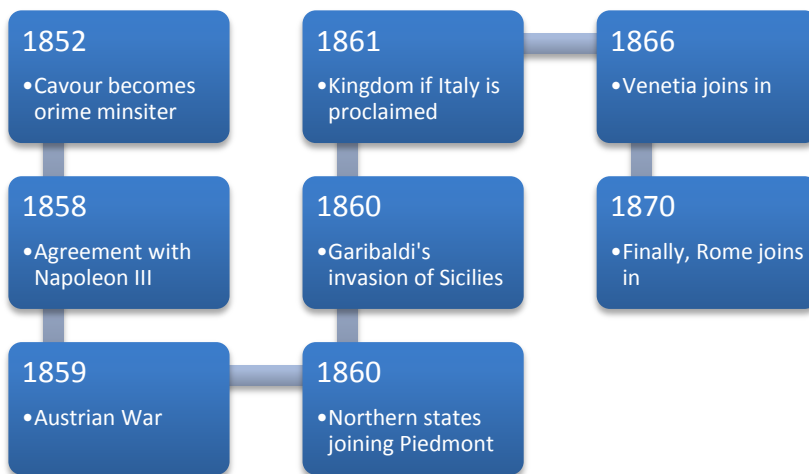 1852
•Cavour becomes
orime minsiter
1858
•Agreement with
Napoleon III
1859
•Austrian War
1860
•Northern states
joining Piedmont
1860
•Garibaldi's
invasion of Sicilies
1861
•Kingdom if Italy is
proclaimed
1866
•Venetia joins in
1870
•Finally, Rome joins
in